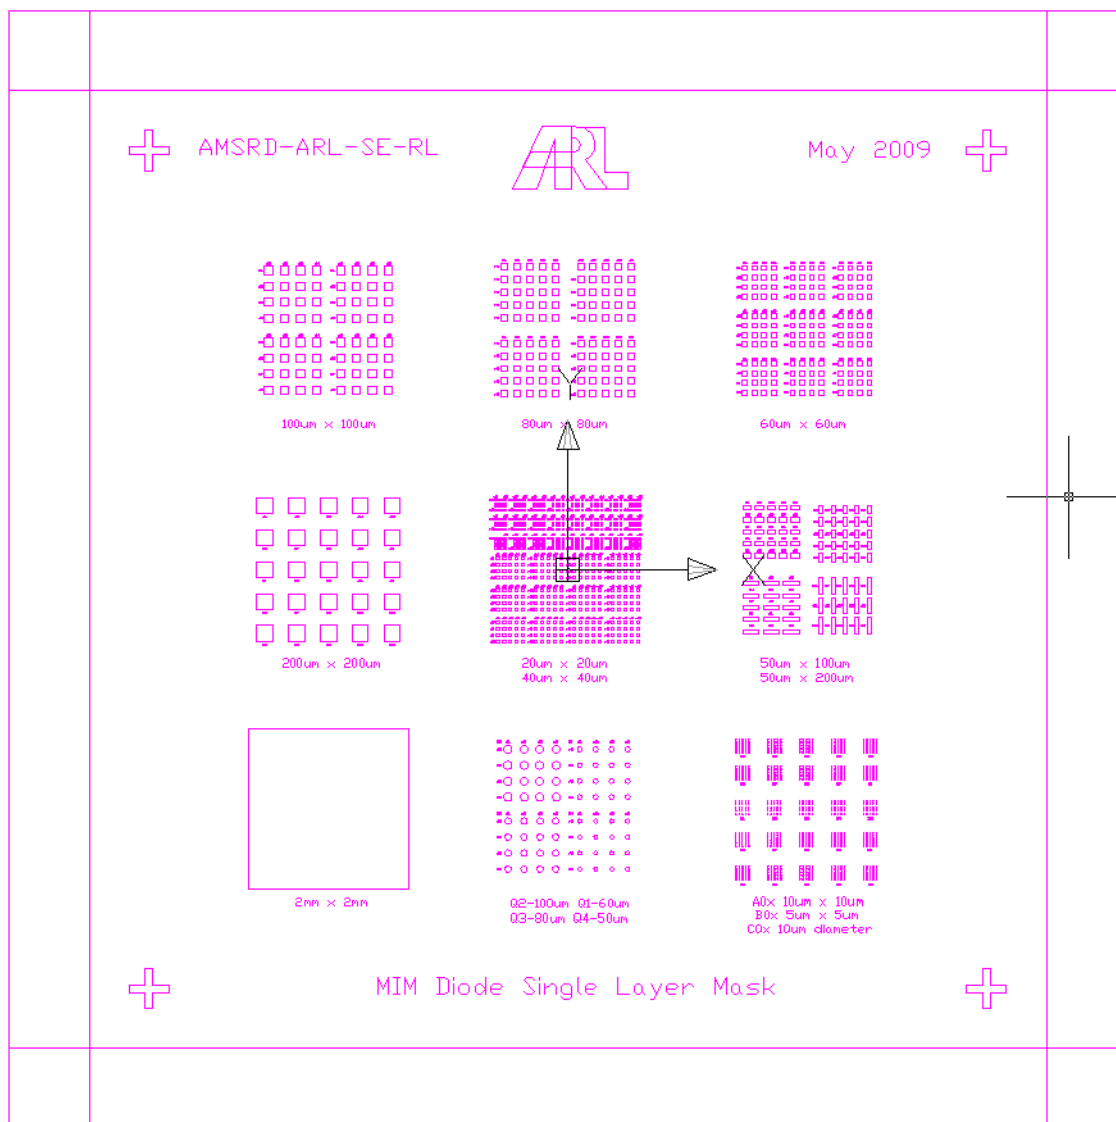 AMSRD-ARL-SE-RL
ARL
May 2009
100um x 100um
80um x 80um
60um x 60um
Y
X
200um x 200um
20um x 20um
40um x 40um
50um x 100um
50um x 200um
2mm x 2mm
Q2-100um Q1-60um
Q3-80um Q4-50um
A0x 10um x 10um
B0x 5um x 5um
C0x 10um diameter
MIM Diode Single Layer Mask